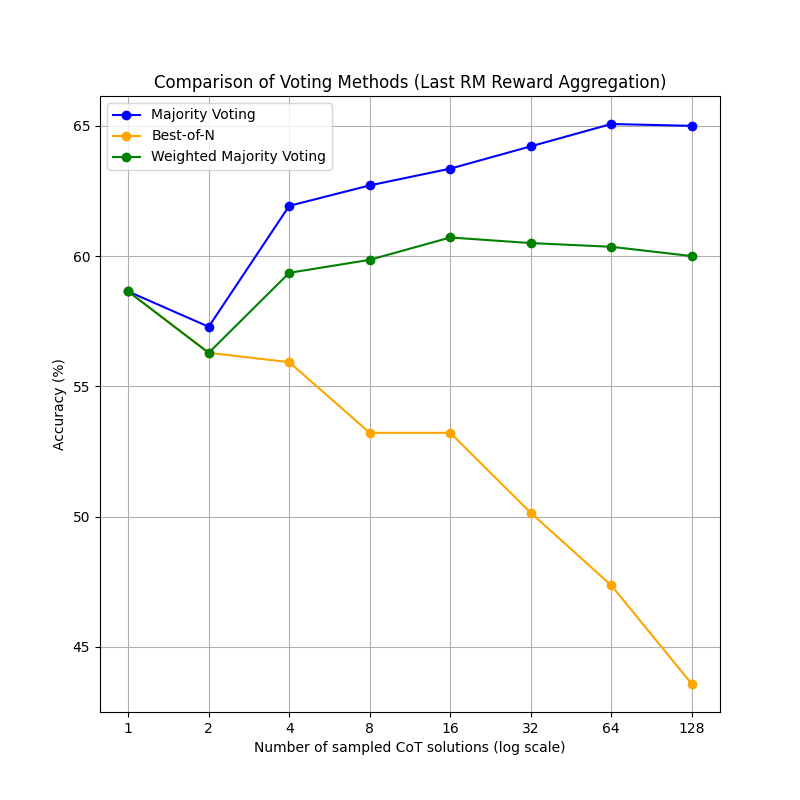 Comparison of Voting Methods (Last RM Reward Aggregation)
Majority Voting
Best-of-N
Weighted Majority Voting
Accuracy (%)
65
60
55
50
45
1 2 4 8 16 32 64 128
Number of sampled CoT solutions (log scale)